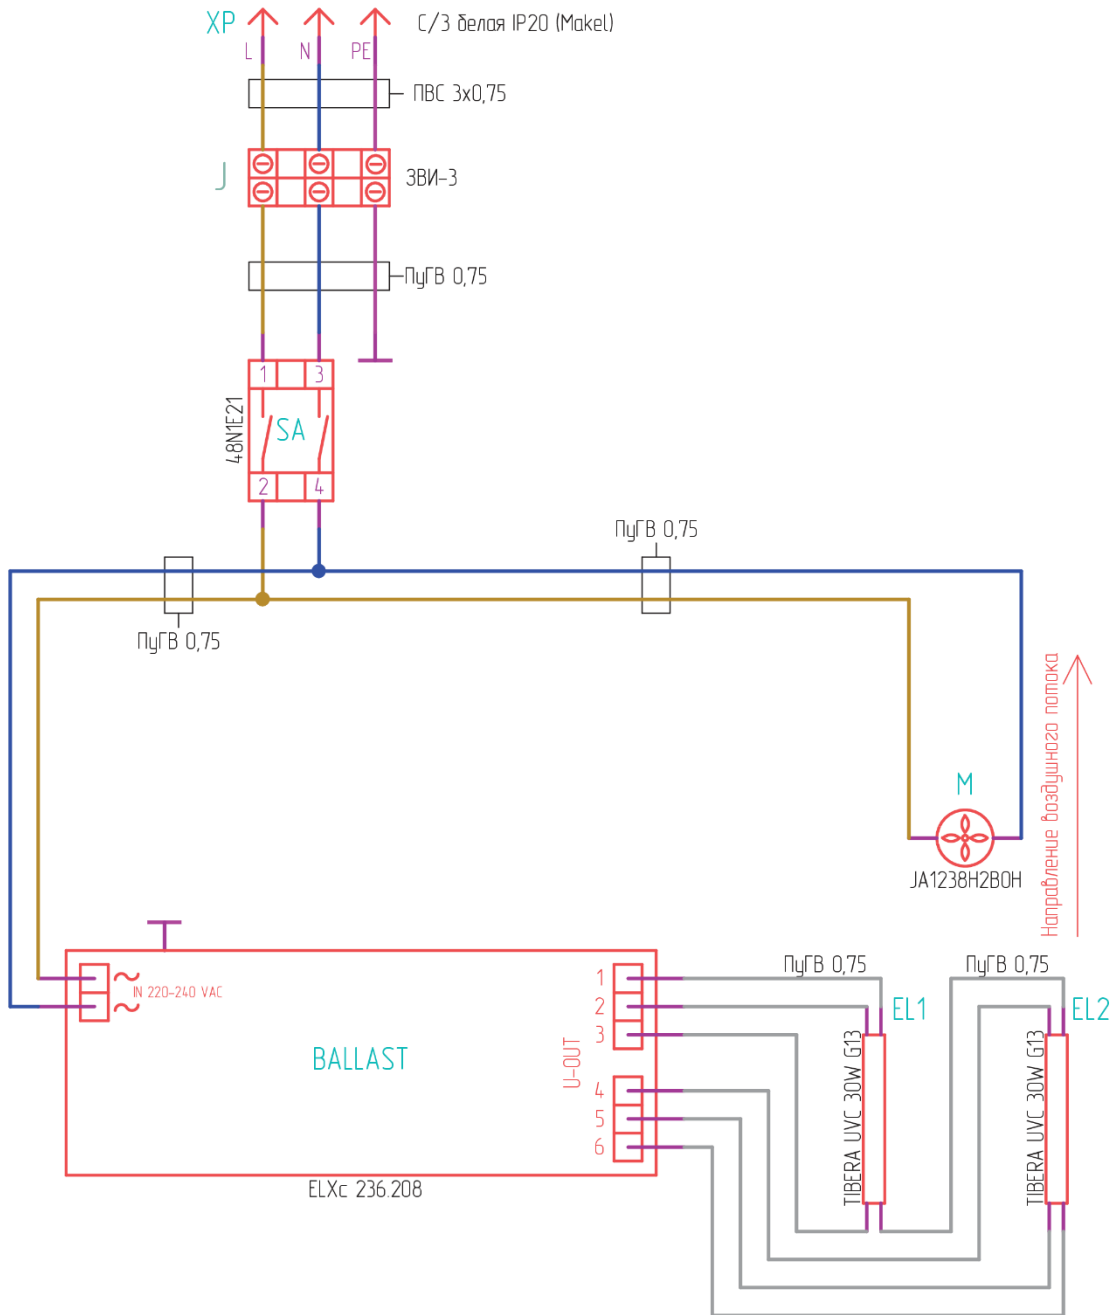 XP
С/З белая IP20 (Makel)
L
N
PE
ПВС 3х0,75
J
ЗВИ-3
ПуГВ 0,75
1
3
48N1E21
SA
2
4
ПуГВ 0,75
ПуГВ 0,75
Направление воздушного потока
M
JA1238H2B0H
IN 220-240 VAC
BALLAST
U-OUT
1
2
3
4
5
6
ELXc 236.208
ПуГВ 0,75
ПуГВ 0,75
EL1
EL2
TIBERA UVC 30W G13
TIBERA UVC 30W G13